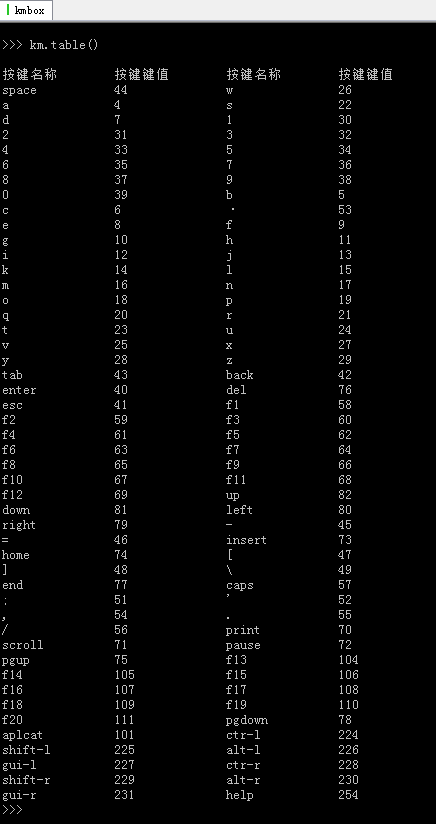 kmbox
>>> km.table()
按键名称 按键键值 按键名称 按键键值
space 44 w 26
a 4 s 22
d 7 1 30
2 31 3 32
4 33 5 34
6 35 7 36
8 37 9 38
0 39 b 5
c 6 · 53
e 8 f 9
g 10 h 11
i 12 j 13
k 14 l 15
m 16 n 17
o 18 p 19
q 20 r 21
t 23 u 24
v 25 x 27
y 28 z 29
tab 43 back 42
enter 40 del 76
esc 41 f1 58
f2 59 f3 60
f4 61 f5 62
f6 63 f7 64
f8 65 f9 66
f10 67 f11 68
f12 69 up 82
down 81 left 80
right 79 - 45
= 46 insert 73
home 74 [ 47
] 48 \ 49
end 77 caps 57
; 51 ' 52
, 54 . 55
/ 56 print 70
scroll 71 pause 72
pgup 75 f13 104
f14 105 f15 106
f16 107 f17 108
f18 109 f19 110
f20 111 pgdown 78
aplcat 101 ctr-l 224
shift-l 225 alt-l 226
gui-l 227 ctr-r 228
shift-r 229 alt-r 230
gui-r 231 help 254
>>>